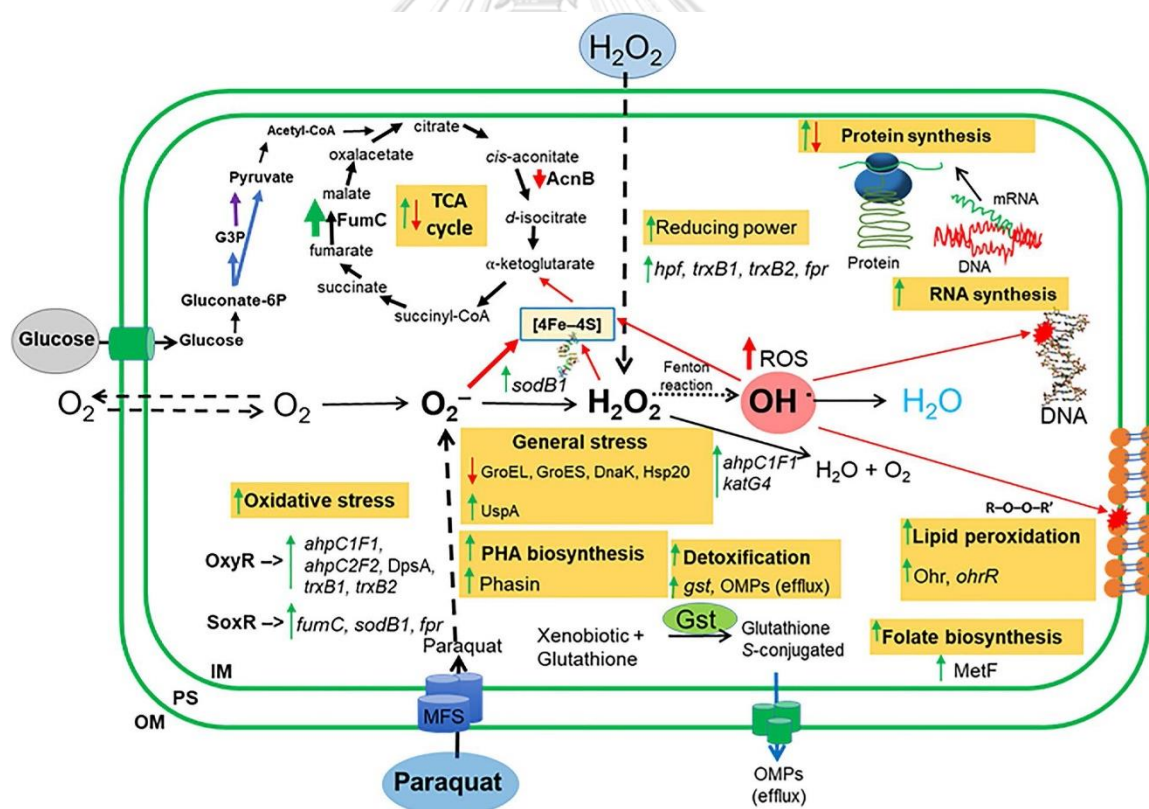 H2O2
Acetyl-CoA
citrate
oxalacetate
cis-aconitate
Pyruvate
malate
AcnB
TCA
cycle
FumC
d-isocitrate
G3P
fumarate
α-ketoglutarate
Gluconate-6P
succinate
succinyl-CoA
Glucose
Glucose
[4Fe–4S]
Protein synthesis
mRNA
Protein
DNA
Reducing power
hpf, trxB1, trxB2, fpr
RNA synthesis
DNA
O2
O2
O2–
sodB1
H2O2
Fenton
reaction
ROS
OH ·
H2O
H2O + O2
ahpC1F1
katG4
General stress
GroEL, GroES, DnaK, Hsp20
UspA
Oxidative stress
OxyR –>
ahpC1F1,
ahpC2F2, DpsA,
trxB1, trxB2
SoxR –>
fumC, sodB1, fpr
PHA biosynthesis
Phasin
Detoxification
gst, OMPs (efflux)
R–O–O–R’
Lipid peroxidation
Ohr, ohrR
Folate biosynthesis
MetF
Paraquat
Xenobiotic +
Glutathione
Gst
Glutathione
S-conjugated
IM
PS
OM
MFS
Paraquat
OMPs
(efflux)